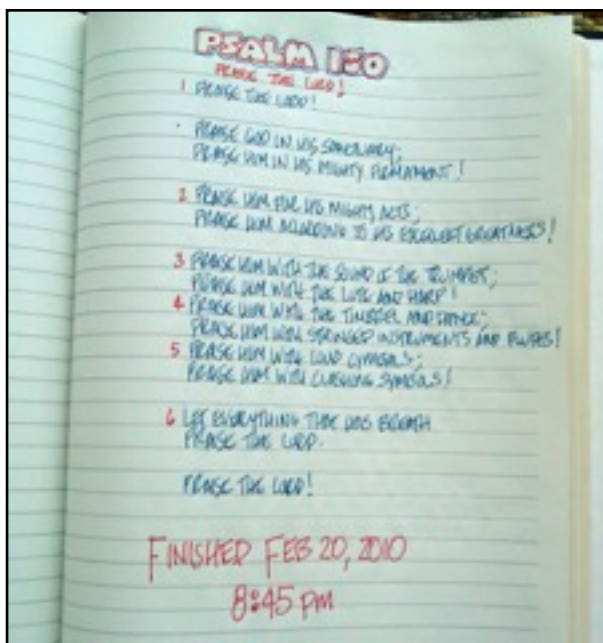 PSALM 150
PRAISE THE LORD!
1 PRAISE THE LORD!
· PRAISE GOD IN HIS SANCTUARY;
PRAISE HIM IN HIS MIGHTY FIRMAMENT!
2 PRAISE HIM FOR HIS MIGHTY ACTS;
PRAISE HIM ACCORDING TO HIS EXCELLENT GREATNESS!
3 PRAISE HIM WITH THE SOUND OF THE TRUMPET;
PRAISE HIM WITH THE LUTE AND HARP!
4 PRAISE HIM WITH THE TIMBREL AND DANCE;
PRAISE HIM WITH STRINGED INSTRUMENTS AND FLUTES!
5 PRAISE HIM WITH LOUD CYMBALS;
PRAISE HIM WITH CLASHING SYMBOLS!
6 LET EVERYTHING THAT HAS BREATH
PRAISE THE LORD.
PRAISE THE LORD!
FINISHED FEB 20, 2010
8:45 PM